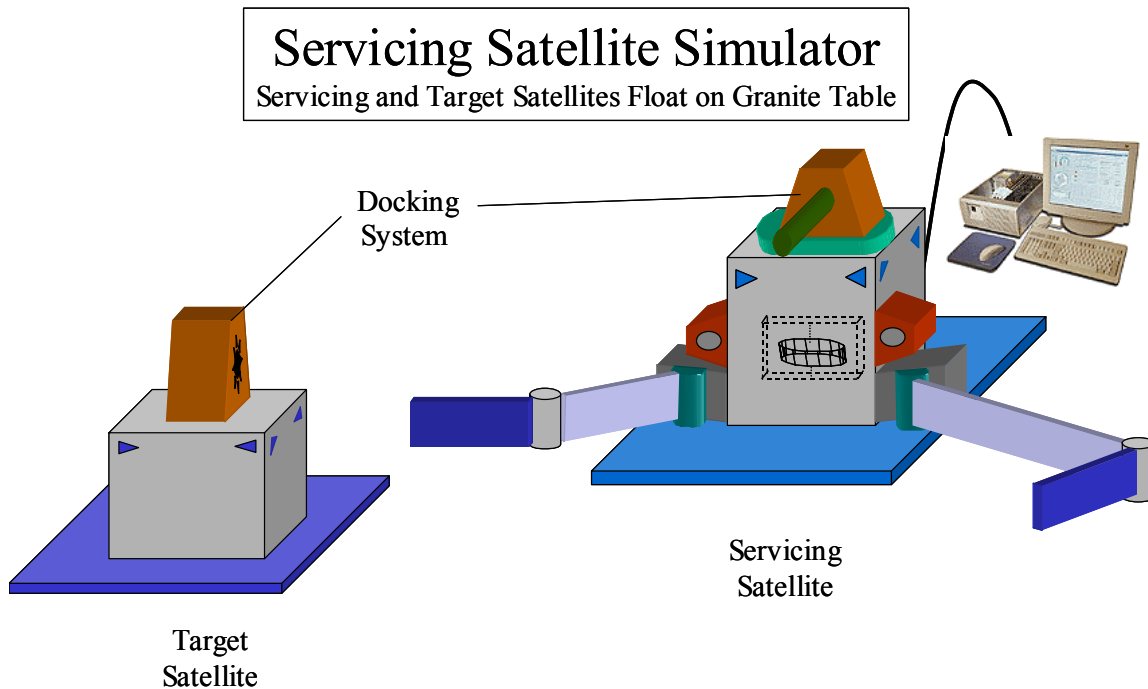 Servicing Satellite Simulator
Servicing and Target Satellites Float on Granite Table
Docking
System
Servicing
Satellite
Target
Satellite